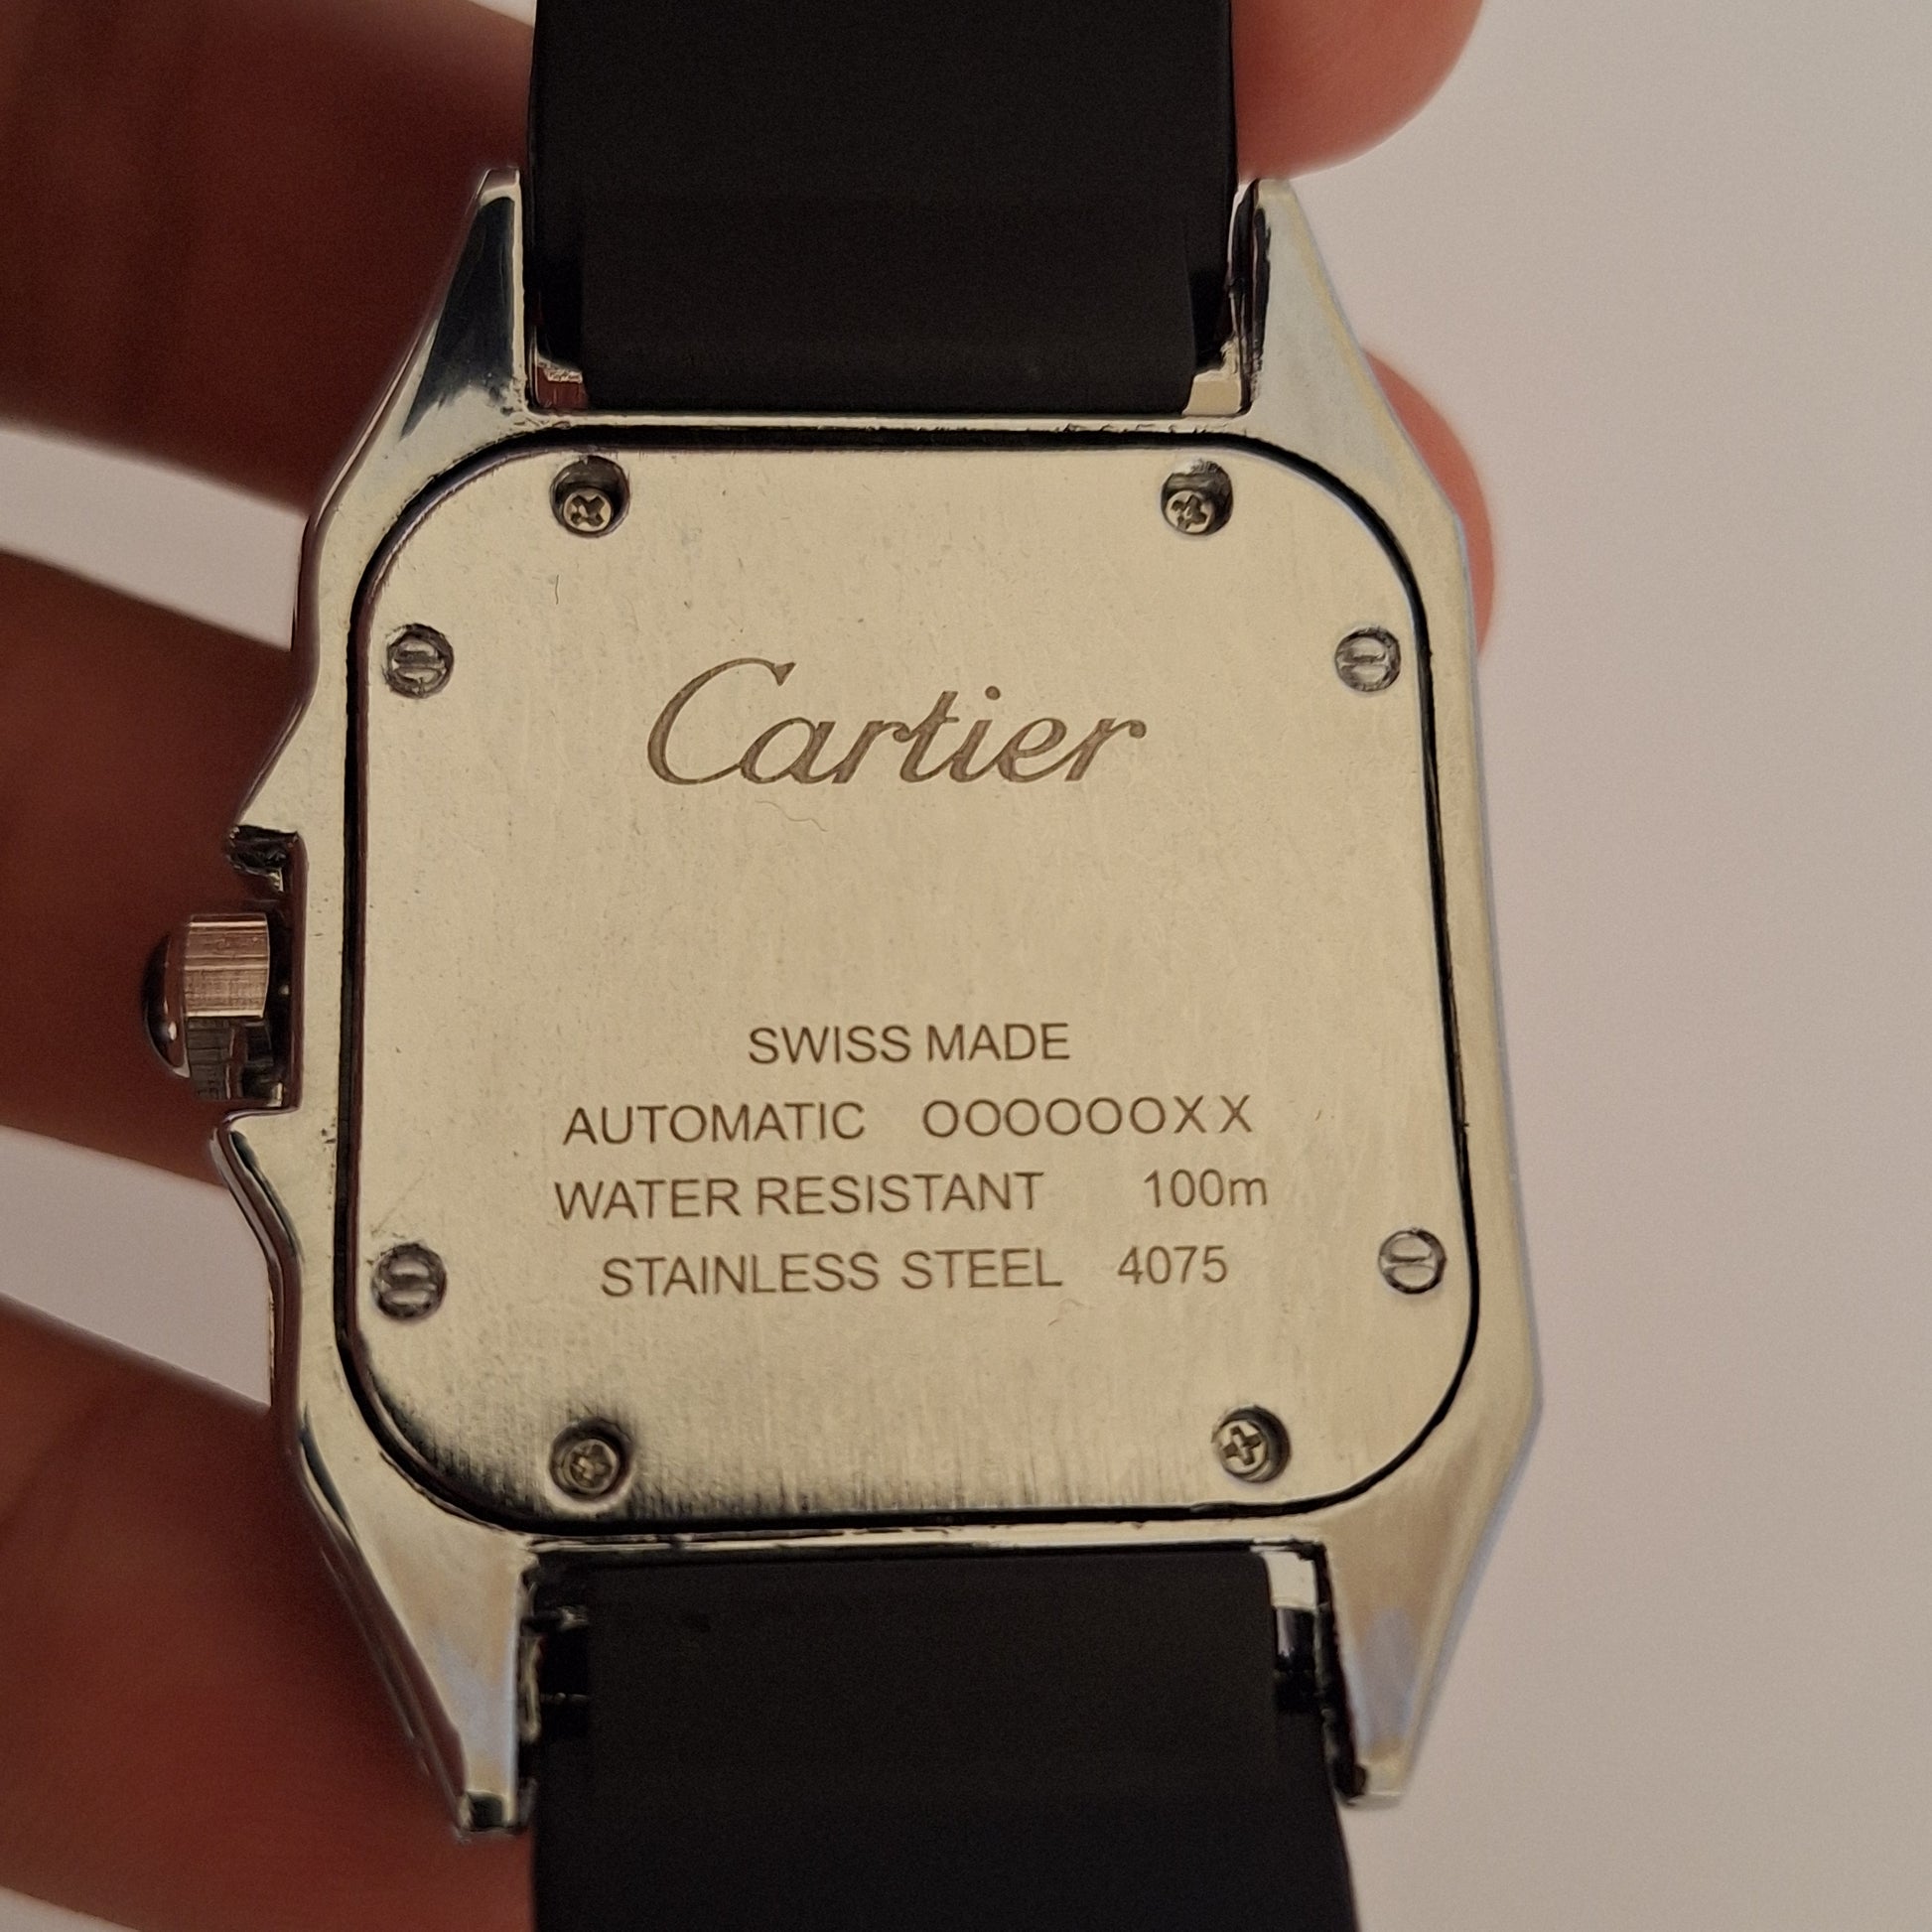 Cartier
SWISS MADE
AUTOMATIC OOOOOOXX
WATER RESISTANT 100m
STAINLESS STEEL 4075